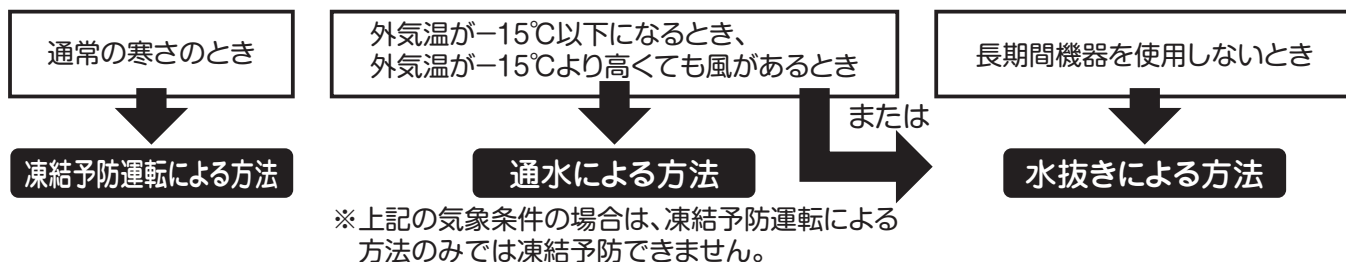 通常の寒さのとき
凍結予防運転による方法
外気温が−15℃以下になるとき、
外気温が−15℃より高くても風があるとき
通水による方法
※上記の気象条件の場合は、凍結予防運転による
方法のみでは凍結予防できません。
または
長期間機器を使用しないとき
水抜きによる方法